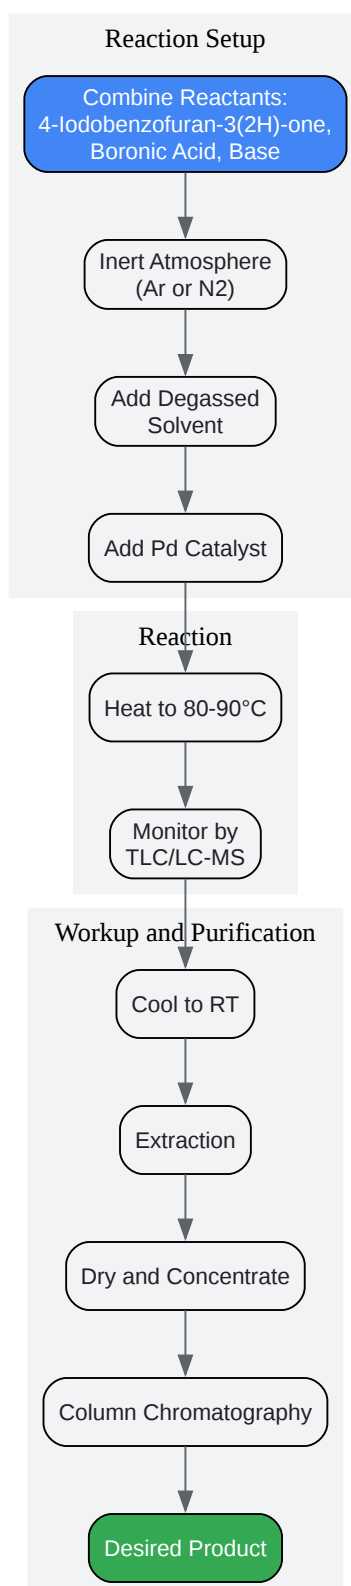 Reaction Setup
Combine Reactants:
4-Iodobenzofuran-3(2H)-one,
Boronic Acid, Base
Inert Atmosphere
(Ar or N2)
Add Degassed
Solvent
Add Pd Catalyst
Reaction
Heat to 80-90°C
Monitor by
TLC/LC-MS
Workup and Purification
Cool to RT
Extraction
Dry and Concentrate
Column Chromatography
Desired Product